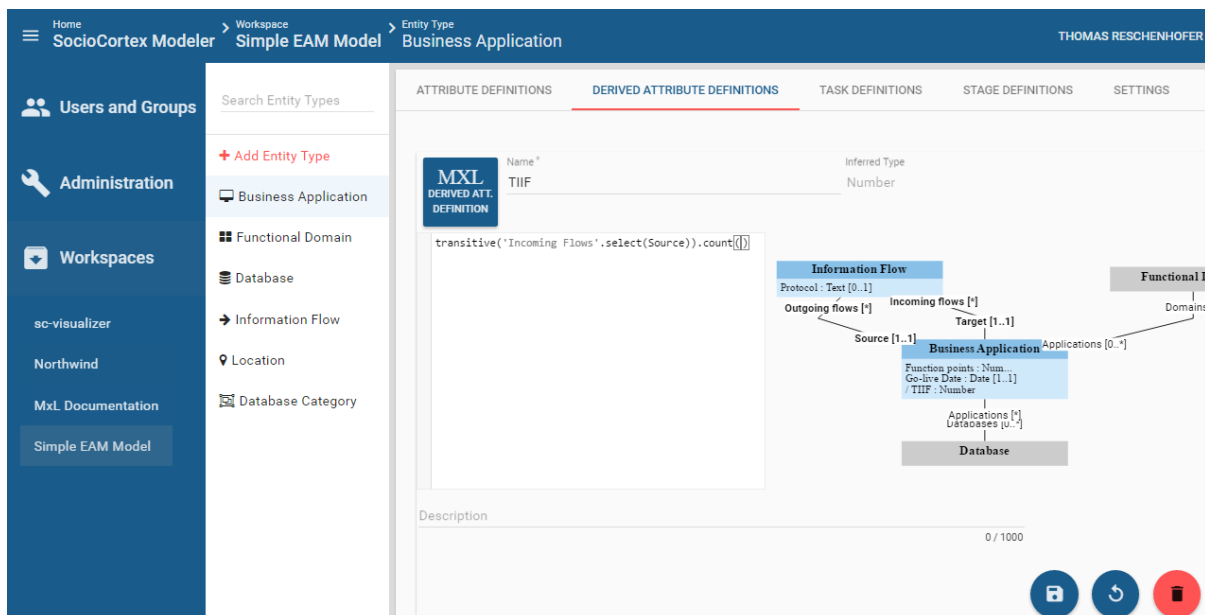 Home
SocioCortex Modeler
Workspace
Simple EAM Model
Entity Type
Business Application
THOMAS RESCHENHOFER
Users and Groups
Administration
Workspaces
sc-visualizer
Northwind
MxL Documentation
Simple EAM Model
Search Entity Types
+ Add Entity Type
Business Application
Functional Domain
Database
Information Flow
Location
Database Category
ATTRIBUTE DEFINITIONS
DERIVED ATTRIBUTE DEFINITIONS
TASK DEFINITIONS
STAGE DEFINITIONS
SETTINGS
MXL
DERIVED ATT.
DEFINITION
Name*
TIIF
Inferred Type
Number
transitive('Incoming Flows'.select(Source)).count()
Information Flow
Protocol : Text [0..1]
Outgoing flows [*]
Incoming flows [*]
Source [1..1]
Target [1..1]
Functional
Domains
Applications [0..*]
Business Application
Function points : Num...
Go-live Date : Date [1..1]
/ TIIF : Number
Applications [*]
Databases [0..*]
Database
Description
0 / 1000